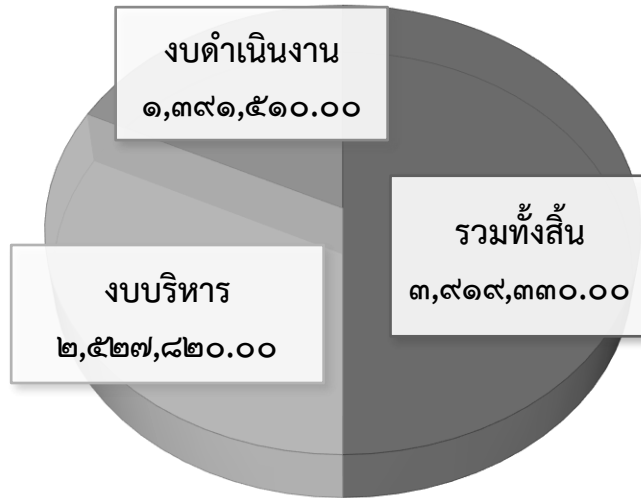 งบดำเนินงาน
๑,๓๙๑,๕๑๐.๐๐
รวมทั้งสิ้น
๓,๙๑๙,๓๓๐.๐๐
งบบริหาร
๒,๕๒๗,๘๒๐.๐๐